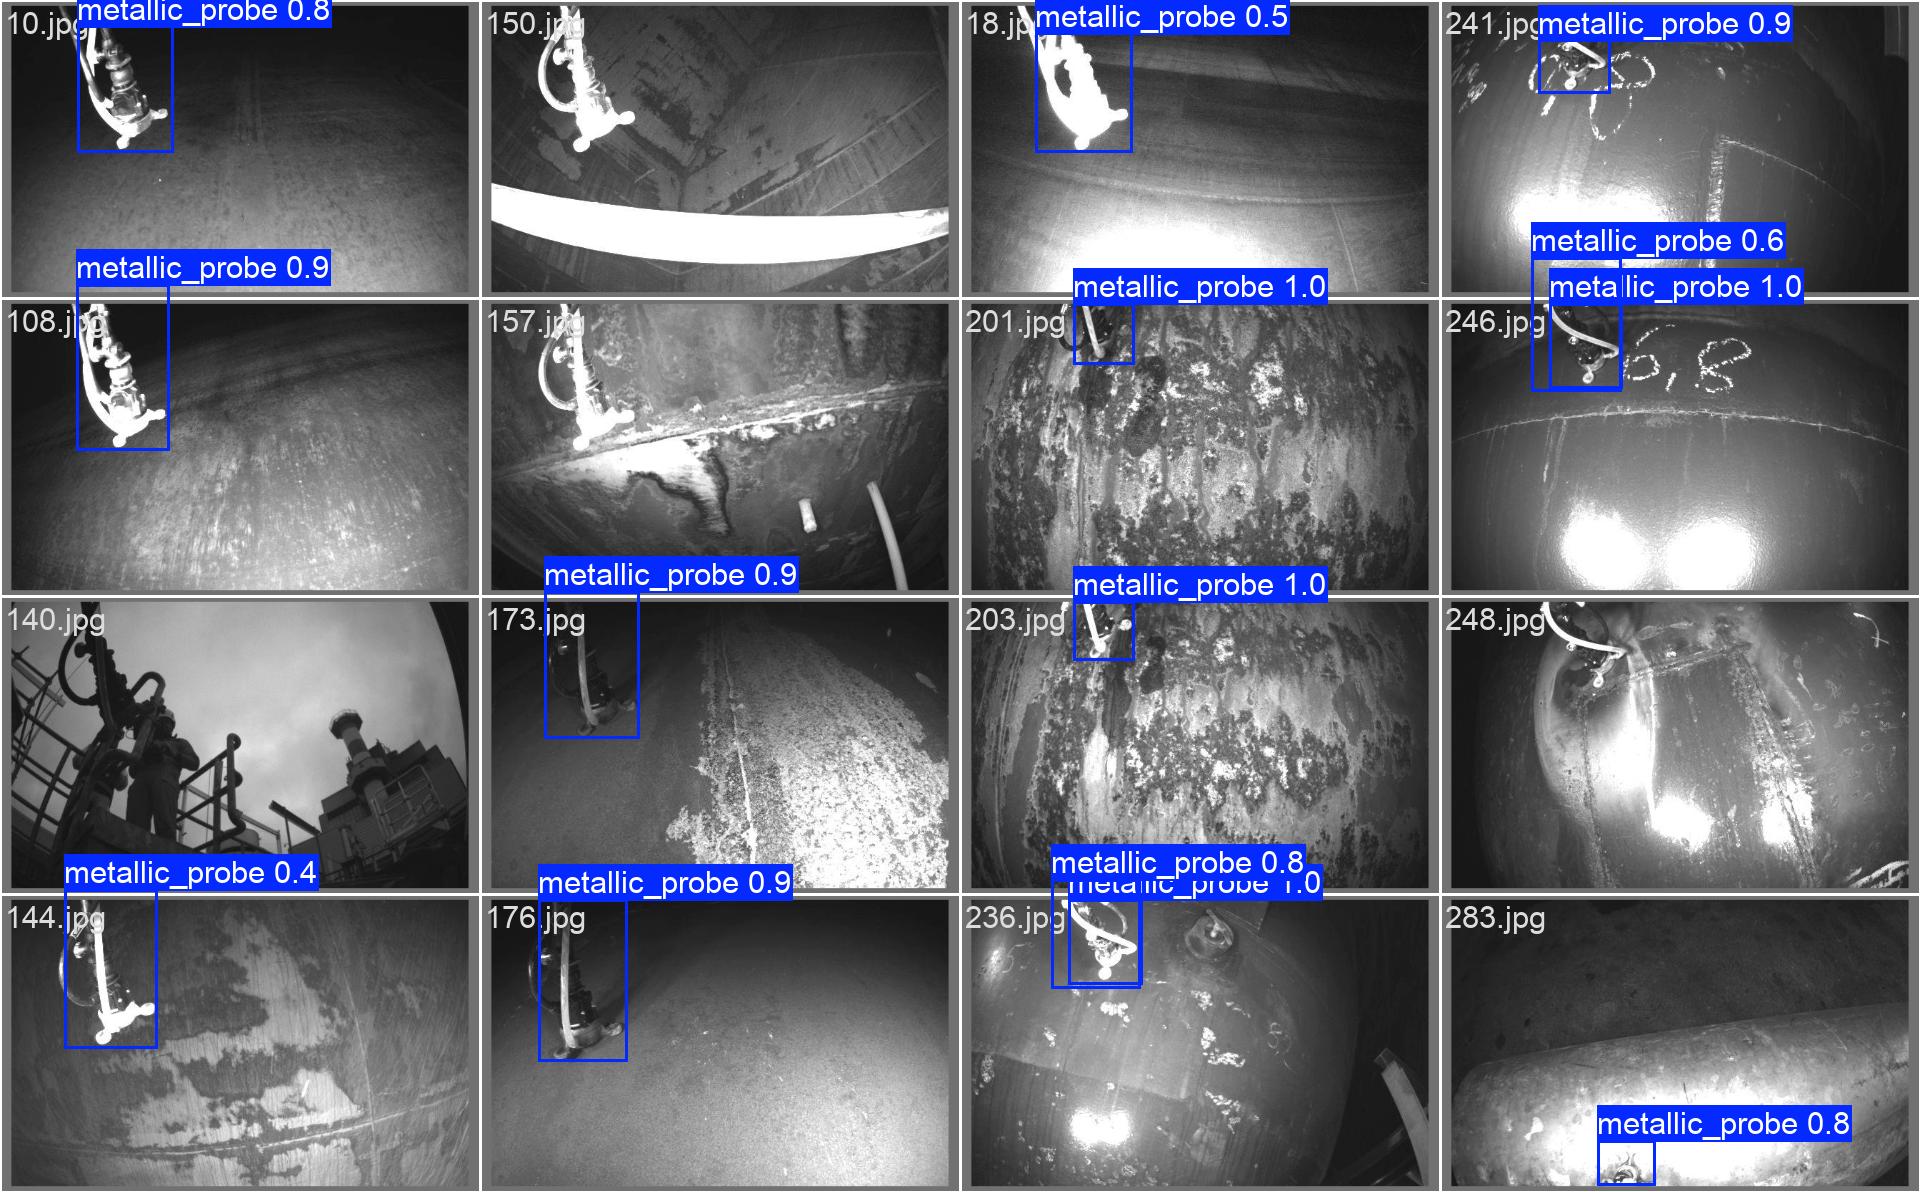 10.jpg
metallic_probe 0.8
150.jpg
18.jpg
metallic_probe 0.5
241.jpg
metallic_probe 0.9
108.jpg
metallic_probe 0.9
157.jpg
201.jpg
metallic_probe 1.0
246.jpg
metallic_probe 0.6
metallic_probe 1.0
140.jpg
173.jpg
metallic_probe 0.9
203.jpg
metallic_probe 1.0
248.jpg
144.jpg
metallic_probe 0.4
176.jpg
metallic_probe 0.9
236.jpg
metallic_probe 0.8
metallic_probe 1.0
283.jpg
metallic_probe 0.8